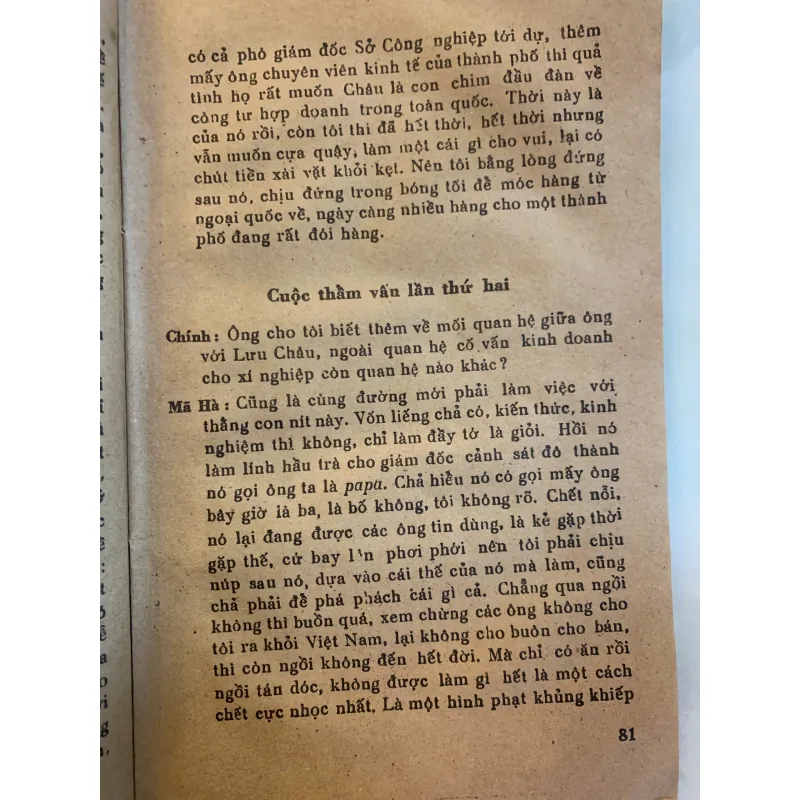 có cả phó giám đốc Sở Công nghiệp tới dự, thêm
mấy ông chuyên viên kinh tế của thành phố thì quả
tình họ rất muốn Châu là con chim đầu đàn về
công tư hợp doanh trong toàn quốc. Thời này là
của nó rồi, còn tôi thì đã hết thời, hết thời nhưng
vẫn muốn cựa quậy, làm một cái gì cho vui, lại có
chút tiền xài vặt khỏi kẹt. Nên tôi bằng lòng đứng
sau nó, chịu đứng trong bóng tối để móc hàng từ
ngoại quốc về, ngày càng nhiều hàng cho một thành
phố đang rất đói hàng.
Cuộc thẩm vấn lần thứ hai
Chính: Ông cho tôi biết thêm về mối quan hệ giữa ông
với Lưu Châu, ngoài quan hệ cố vấn kinh doanh
cho xí nghiệp còn quan hệ nào khác?
Mã Hà: Cũng là cùng đường mới phải làm việc với
thằng con nít này. Vốn liếng chả có, kiến thức, kinh
nghiệm thì không, chỉ làm đầy tớ là giỏi. Hồi nó
làm lính hầu trà cho giám đốc cảnh sát đô thành
nó gọi ông ta là papa. Chả hiểu nó có gọi mấy ông
bây giờ là ba, là bố không, tôi không rõ. Chết nỗi,
nó lại đang được các ông tin dùng, là kẻ gặp thời
gặp thế, cứ bay lên phơi phới nên tôi phải chịu
núp sau nó, dựa vào cái thế của nó mà làm, cũng
chả phải để phá phách cái gì cả. Chẳng qua ngồi
không thì buồn quá, xem chừng các ông không cho
tôi ra khỏi Việt Nam, lại không cho buôn cho bán,
thì còn ngồi không đến hết đời. Mà chỉ có ăn rồi
ngồi tán dóc, không được làm gì hết là một cách
chết cực nhọc nhất. Là một hình phạt khủng khiếp
81